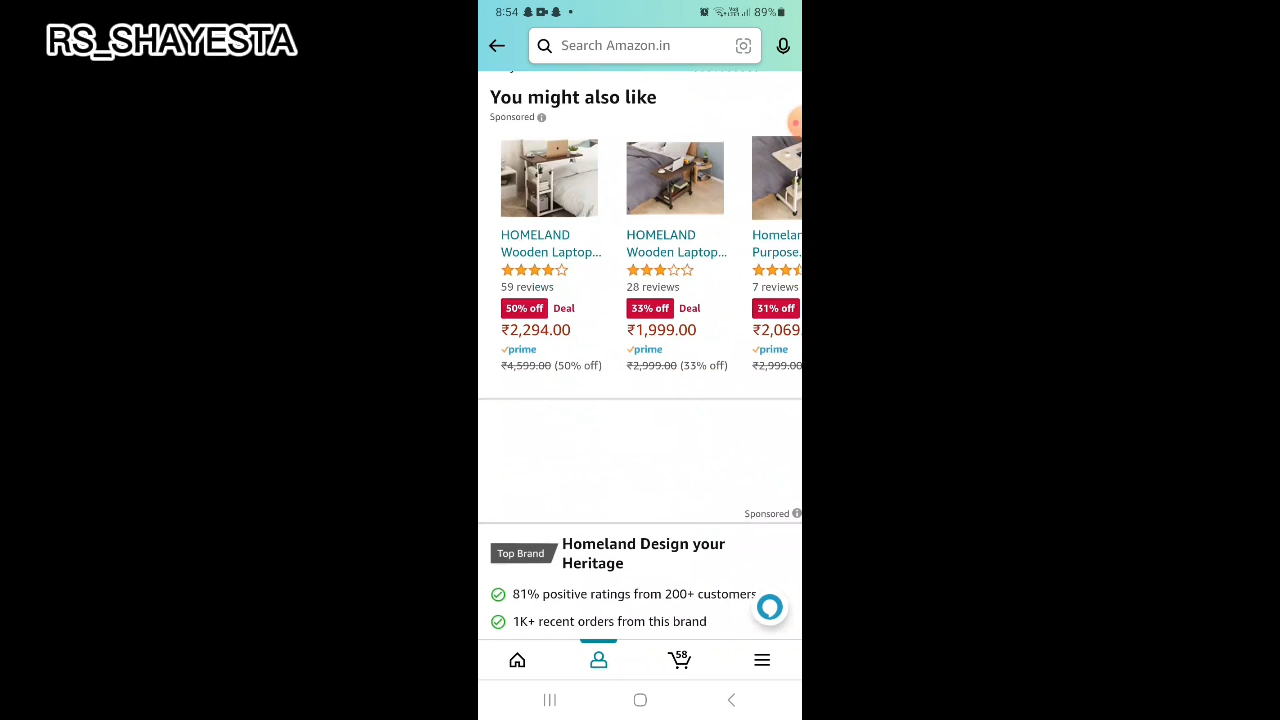 RS_SHAYESTA
8:54
89%
Search Amazon.in
You might also like
Sponsored
HOMELAND
Wooden Laptop...
59 reviews
50% off Deal
₹2,294.00
prime
₹4,599.00 (50% off)
HOMELAND
Wooden Laptop...
28 reviews
33% off Deal
₹1,999.00
prime
₹2,999.00 (33% off)
Homelan
Purpose.
7 reviews
31% off
₹2,069
prime
₹2,999.00
Sponsored
Top Brand
Homeland Design your
Heritage
81% positive ratings from 200+ customers
1K+ recent orders from this brand
58